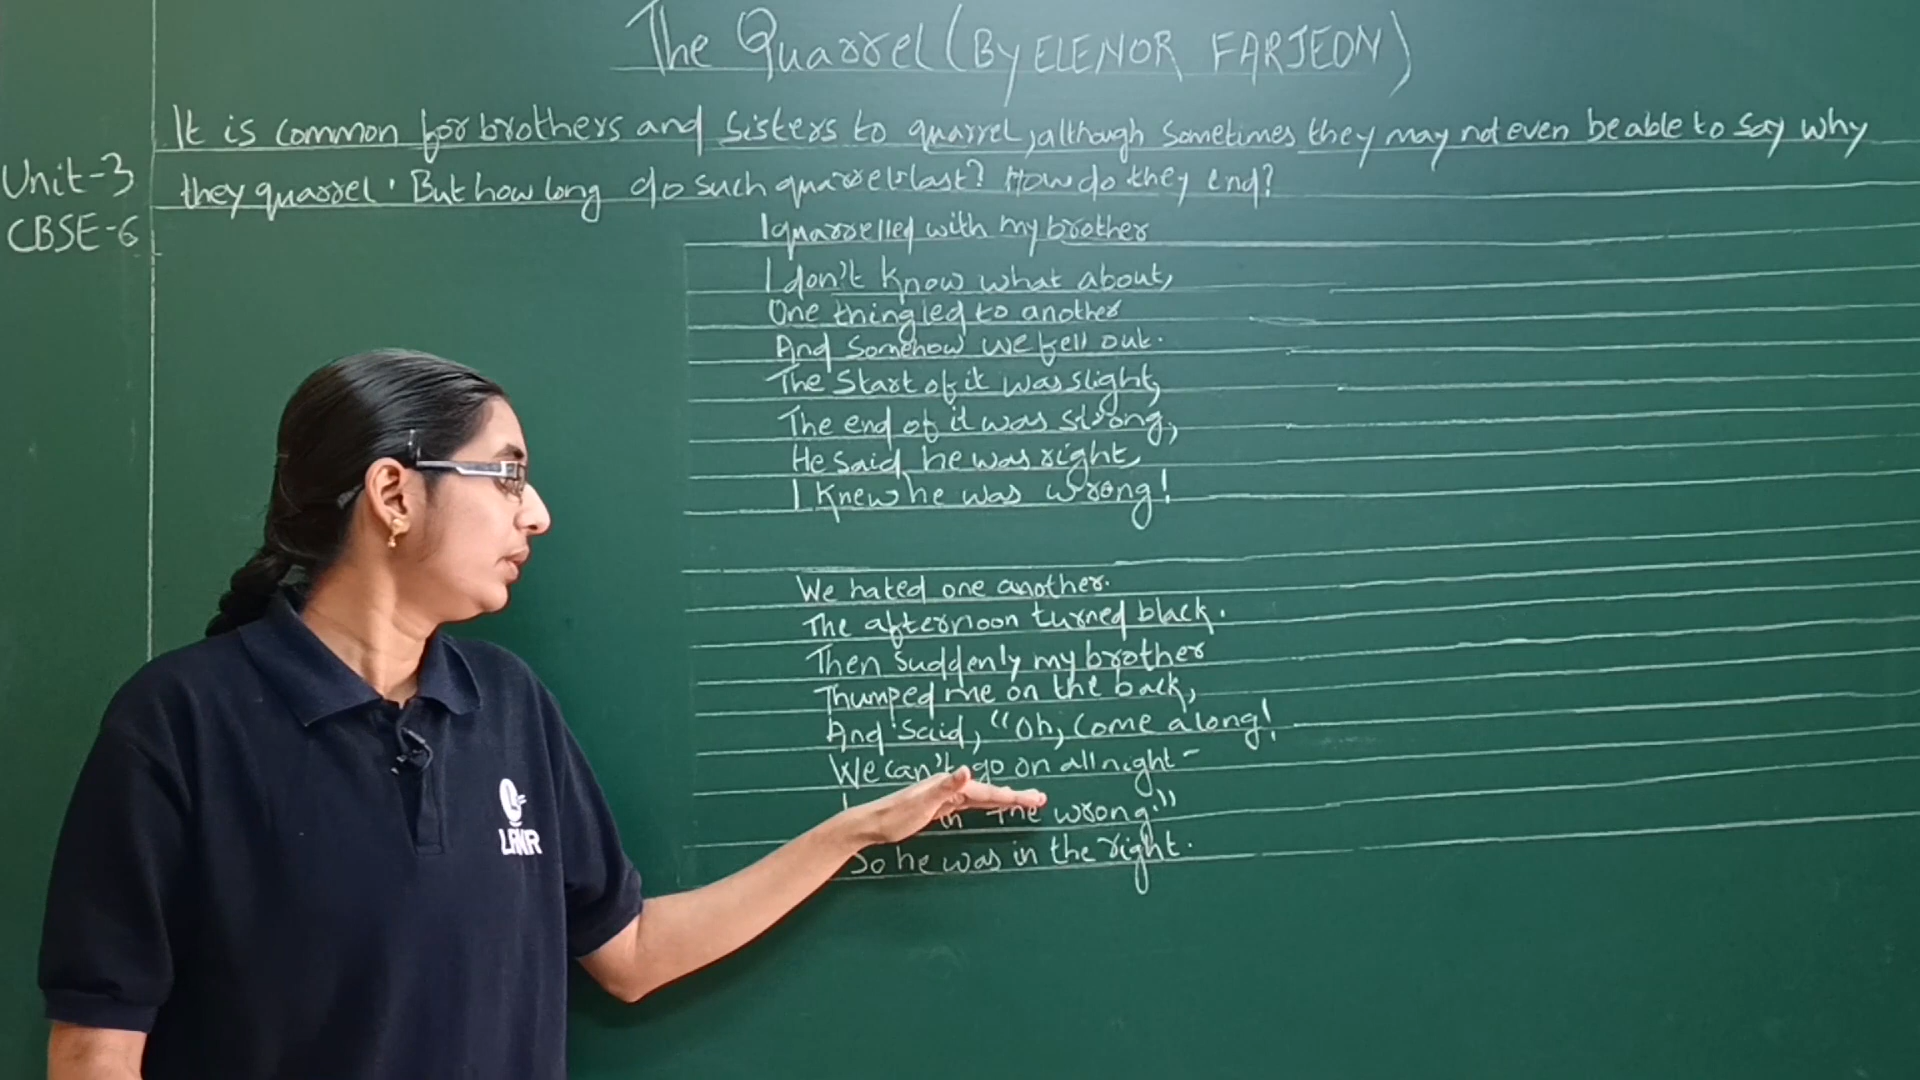 The Quarrel (By ELENOR FARJEON)
It is common for brothers and sisters to quarrel, although sometimes they may not even be able to say why
they quarrel. But how long do such quarrels last? How do they end?
Unit-3
CBSE-6
I quarrelled with my brother
I don't know what about,
One thing led to another
And Somehow we fell out.
The Start of it was slight,
The end of it was strong,
He said he was right,
I knew he was wrong!
We hated one another.
The afternoon turned black.
Then suddenly my brother
Thumped me on the back,
And said, "Oh, come along!
We can't go on all night-
in the wrong."
So he was in the right.
LRNR